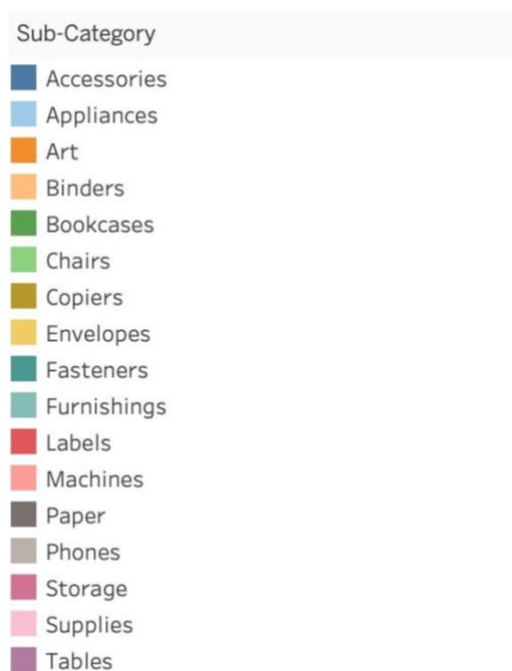 Sub-Category
Accessories
Appliances
Art
Binders
Bookcases
Chairs
Copiers
Envelopes
Fasteners
Furnishings
Labels
Machines
Paper
Phones
Storage
Supplies
Tables